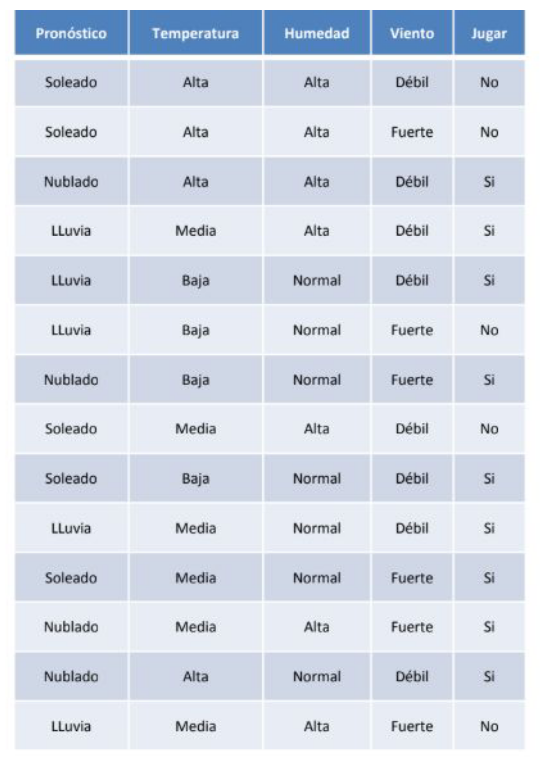 Pronóstico Temperatura Humedad Viento Jugar
Soleado Alta Alta Débil No
Soleado Alta Alta Fuerte No
Nublado Alta Alta Débil Si
LLuvia Media Alta Débil Si
LLuvia Baja Normal Débil Si
LLuvia Baja Normal Fuerte No
Nublado Baja Normal Fuerte Si
Soleado Media Alta Débil No
Soleado Baja Normal Débil Si
LLuvia Media Normal Débil Si
Soleado Media Normal Fuerte Si
Nublado Media Alta Fuerte Si
Nublado Alta Normal Débil Si
LLuvia Media Alta Fuerte No